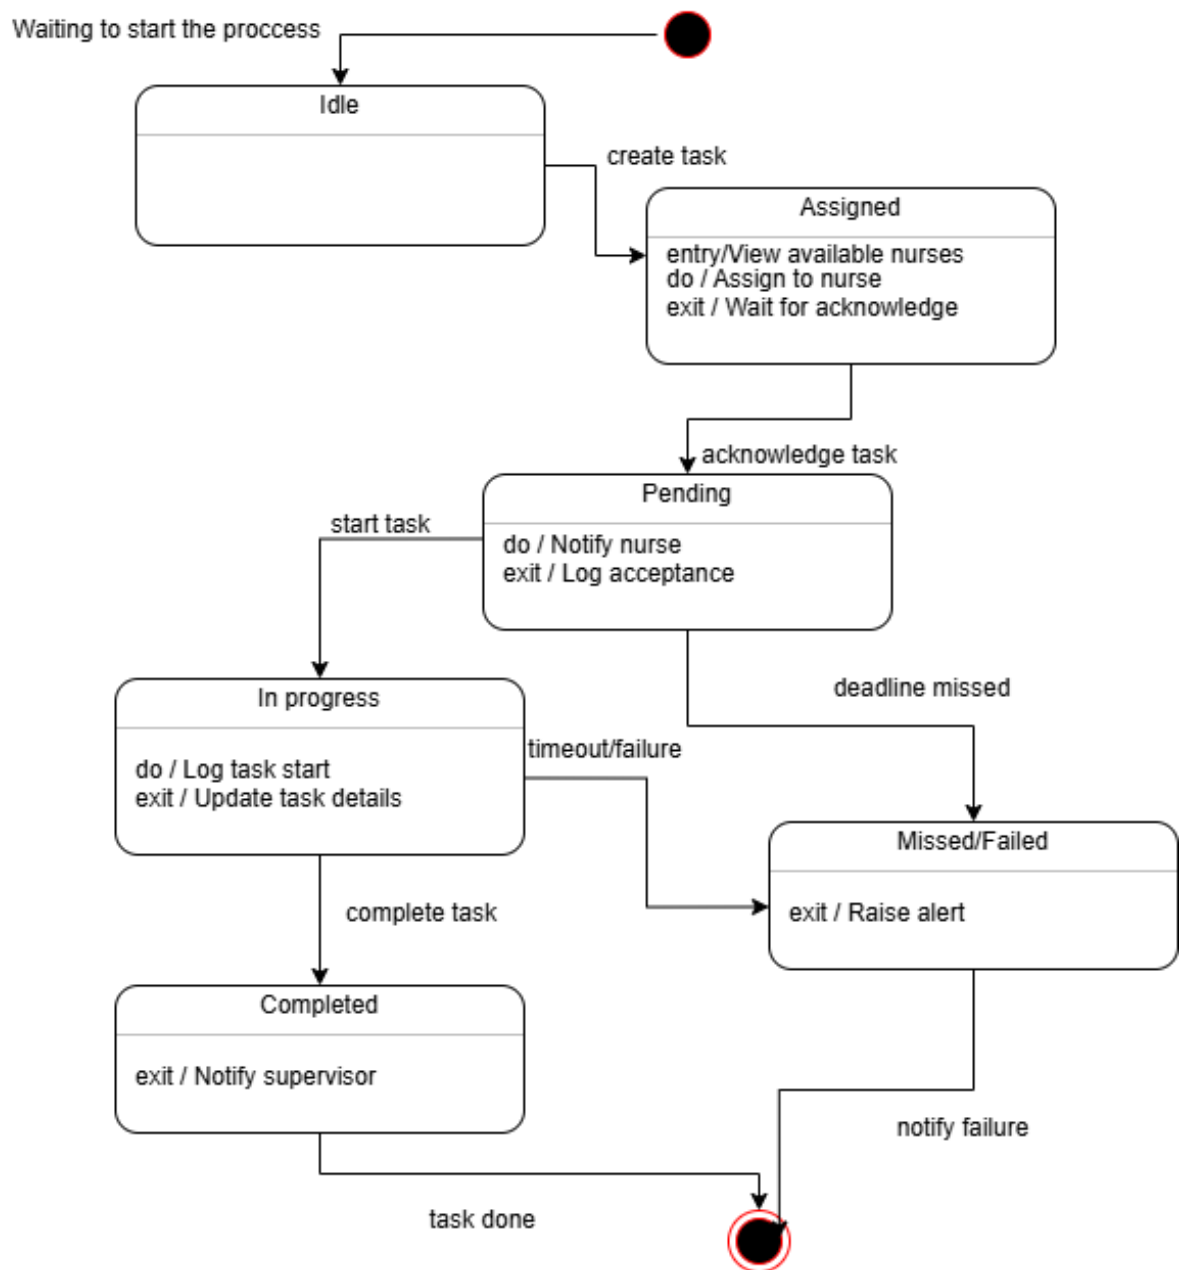 Waiting to start the proccess
Idle
create task
Assigned
entry/View available nurses
do / Assign to nurse
exit / Wait for acknowledge
acknowledge task
Pending
do / Notify nurse
exit / Log acceptance
start task
deadline missed
In progress
do / Log task start
exit / Update task details
timeout/failure
Missed/Failed
exit / Raise alert
complete task
Completed
exit / Notify supervisor
notify failure
task done